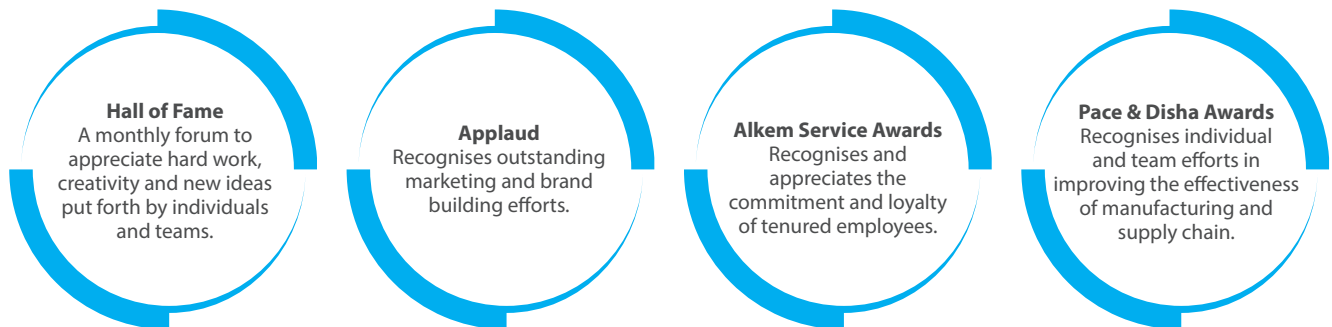 Hall of Fame
A monthly forum to
appreciate hard work,
creativity and new ideas
put forth by individuals
and teams.
Applaud
Recognises outstanding
marketing and brand
building efforts.
Alkem Service Awards
Recognises and
appreciates the
commitment and loyalty
of tenured employees.
Pace & Disha Awards
Recognises individual
and team efforts in
improving the effectiveness
of manufacturing and
supply chain.